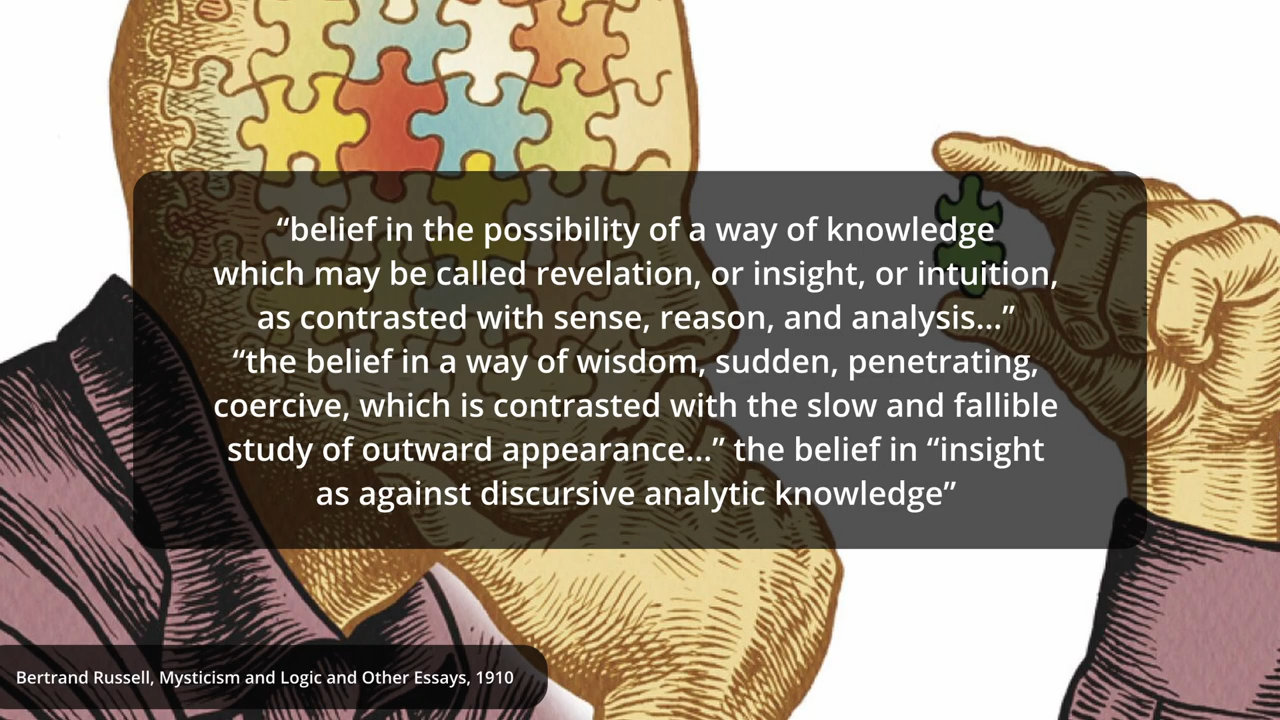 “belief in the possibility of a way of knowledge
which may be called revelation, or insight, or intuition,
as contrasted with sense, reason, and analysis...”
“the belief in a way of wisdom, sudden, penetrating,
coercive, which is contrasted with the slow and fallible
study of outward appearance...” the belief in “insight
as against discursive analytic knowledge”
Bertrand Russell, Mysticism and Logic and Other Essays, 1910